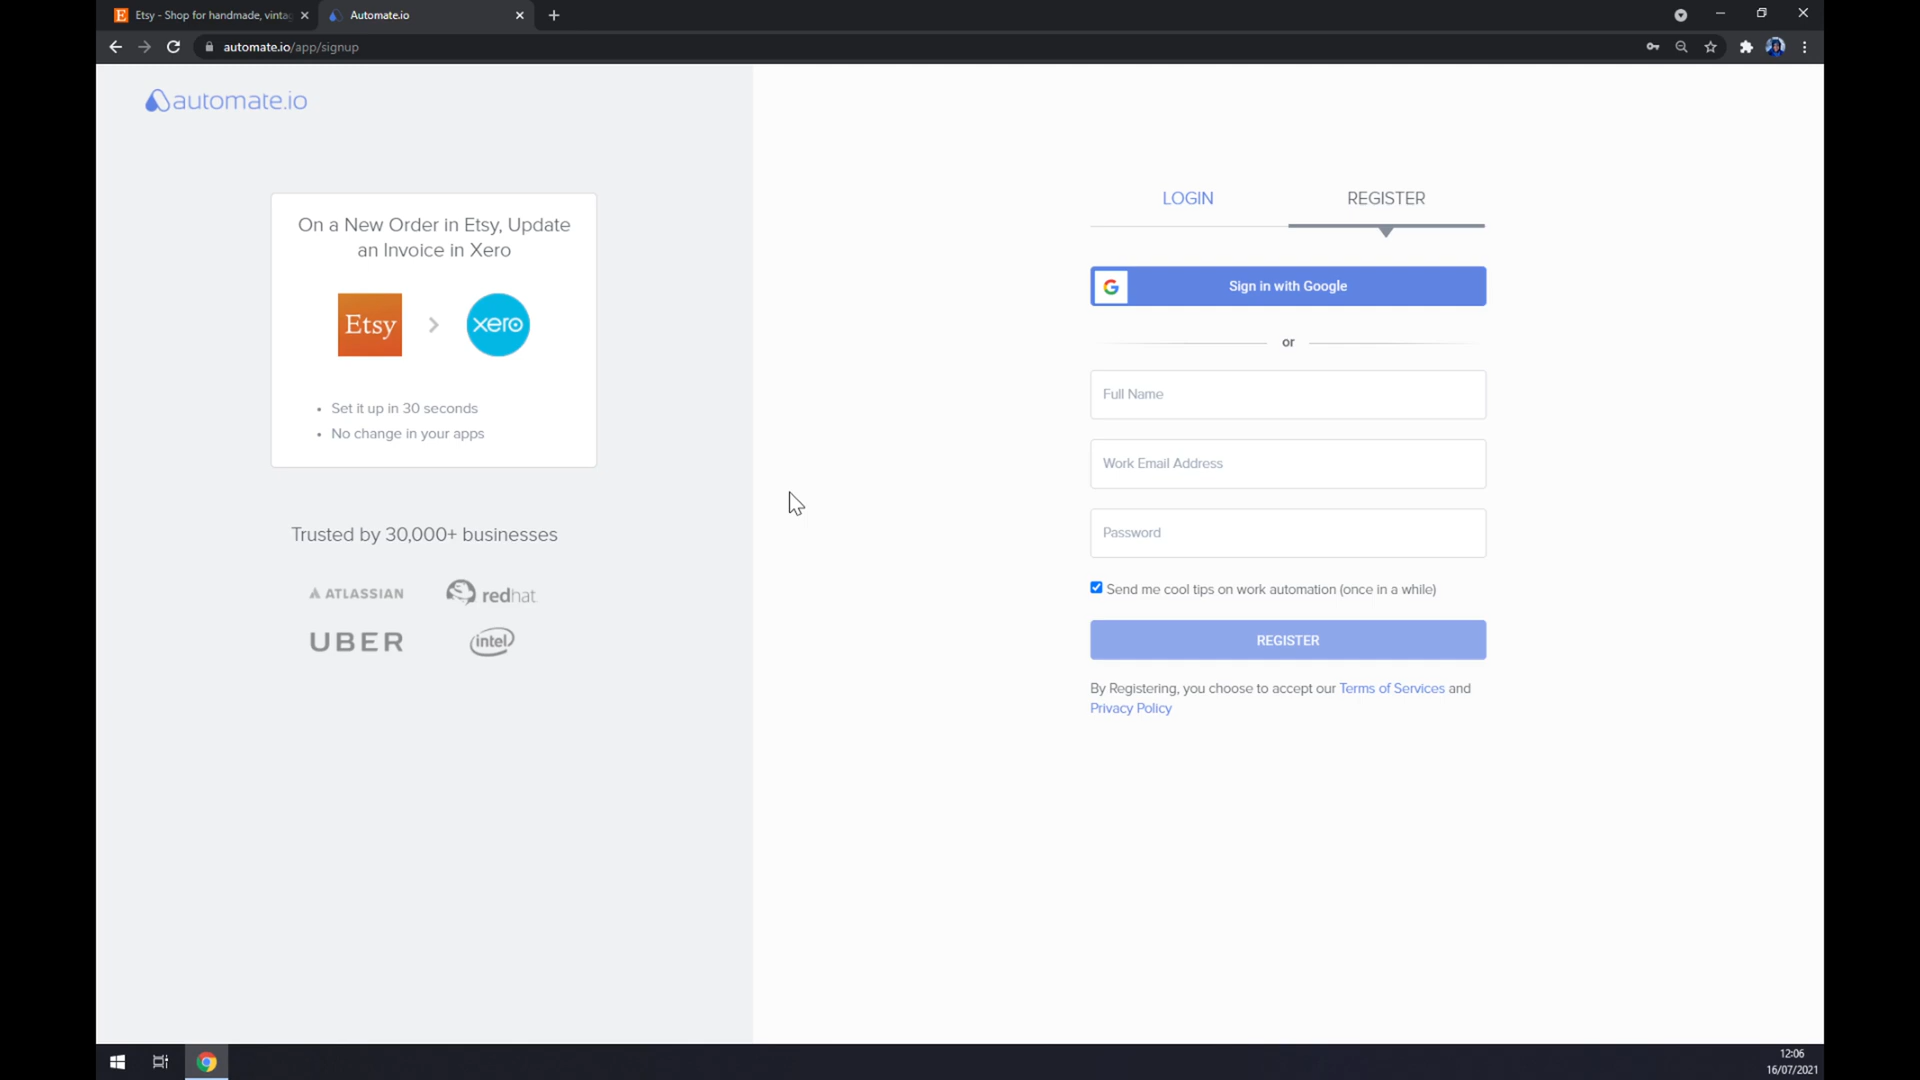 Etsy - Shop for handmade, vintag
Automate.io
automate.io/app/signup
automate.io
On a New Order in Etsy, Update
an Invoice in Xero
Etsy
xero
Set it up in 30 seconds
No change in your apps
Trusted by 30,000+ businesses
ATLASSIAN
redhat
UBER
intel
LOGIN
REGISTER
Sign in with Google
or
Full Name
Work Email Address
Password
Send me cool tips on work automation (once in a while)
REGISTER
By Registering, you choose to accept our Terms of Services and
Privacy Policy
12:06
16/07/2021